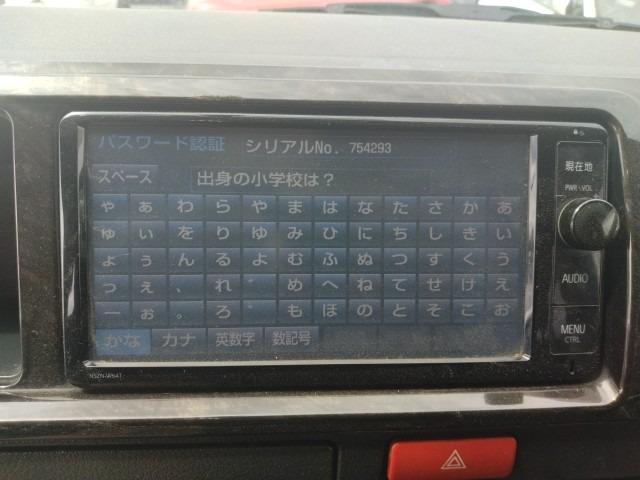 パスワード認証 シリアルNo. 754293
スペース 出身の小学校は？
ゃ ぁ わ ら や ま は な た さ か あ
ゅ ぃ を り ゆ み ひ に ち し き い
ょ ぅ ん る よ む ふ ぬ つ す く う
っ ぇ 、 れ ゛ め へ ね て せ け え
ー ぉ 。 ろ ゜ も ほ の と そ こ お
かな カナ 英数字 数記号
現在地
PWR VOL
AUDIO
MENU
CTRL